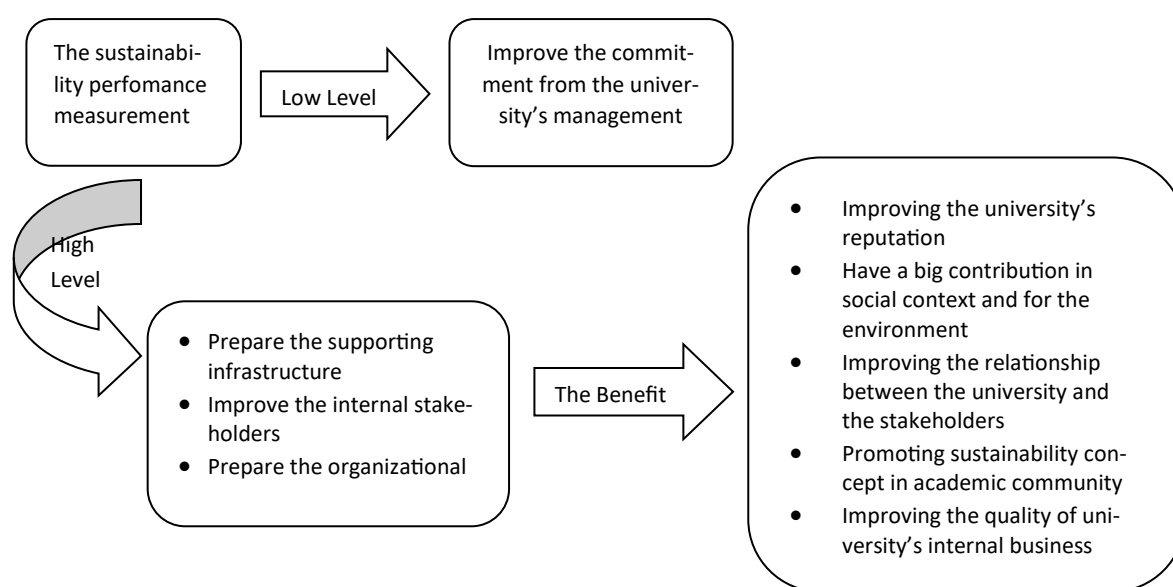 The sustainabi-
lity perfomance
measurement
Low Level
Improve the commit-
ment from the univer-
sity’s management
High
Level
• Prepare the supporting
infrastructure
• Improve the internal stake-
holders
• Prepare the organizational
The Benefit
• Improving the university’s
reputation
• Have a big contribution in
social context and for the
environment
• Improving the relationship
between the university and
the stakeholders
• Promoting sustainability con-
cept in academic community
• Improving the quality of uni-
versity’s internal business